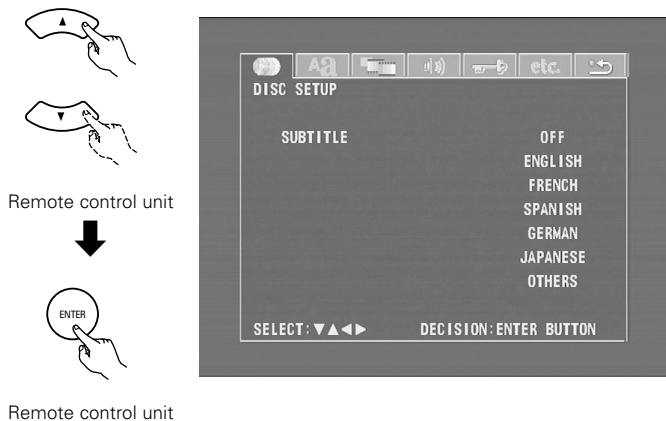 ▲
▼
Remote control unit
ENTER
Remote control unit
Aa etc.
DISC SETUP
SUBTITLE OFF
ENGLISH
FRENCH
SPANISH
GERMAN
JAPANESE
OTHERS
SELECT:▼▲◀▶ DECISION:ENTER BUTTON